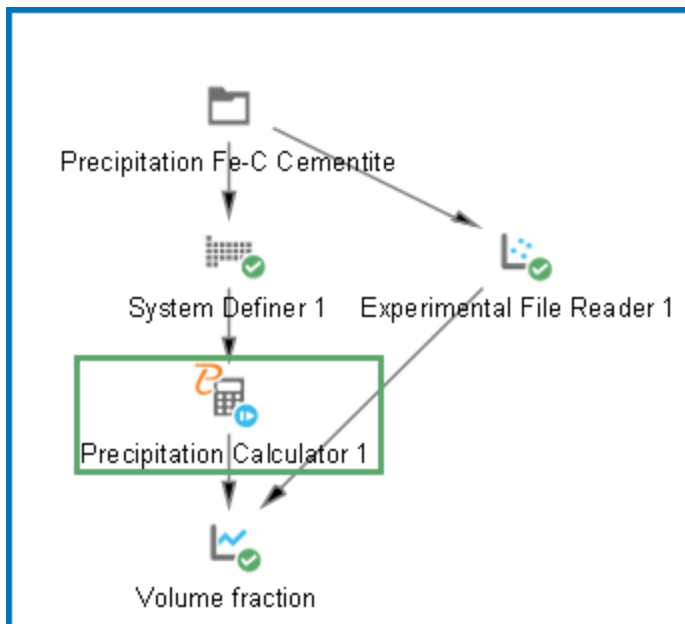 Precipitation Fe-C Cementite
System Definer 1
Experimental File Reader 1
Precipitation Calculator 1
Volume fraction